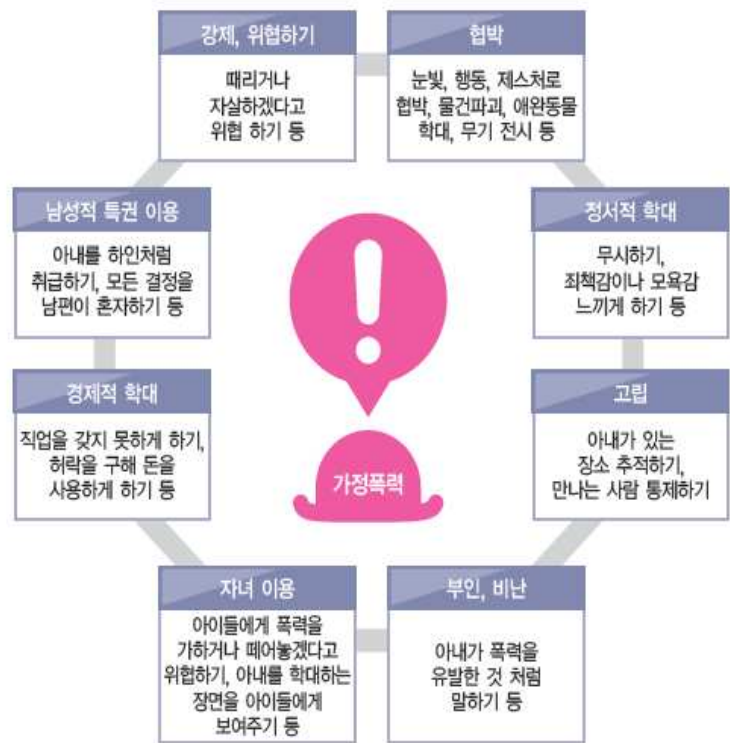 강제, 위협하기
때리거나
자살하겠다고
위협 하기 등
협박
눈빛, 행동, 제스처로
협박, 물건파괴, 애완동물
학대, 무기 전시 등
남성적 특권 이용
아내를 하인처럼
취급하기, 모든 결정을
남편이 혼자하기 등
정서적 학대
무시하기,
죄책감이나 모욕감
느끼게 하기 등
경제적 학대
직업을 갖지 못하게 하기,
허락을 구해 돈을
사용하게 하기 등
고립
아내가 있는
장소 추적하기,
만나는 사람 통제하기
가정폭력
자녀 이용
아이들에게 폭력을
가하거나 떼어놓겠다고
위협하기, 아내를 학대하는
장면을 아이들에게
보여주기 등
부인, 비난
아내가 폭력을
유발한 것 처럼
말하기 등